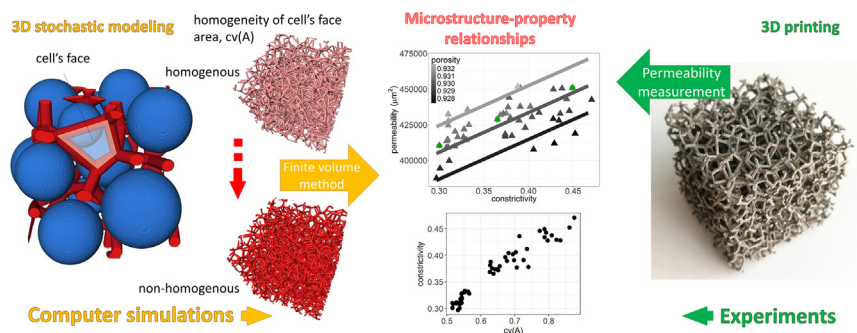 3D stochastic modeling
cell's face
homogeneity of cell's face
area, cv(A)
homogenous
non-homogenous
Computer simulations
Finite volume
method
Microstructure-property
relationships
475000
450000
425000
400000
permeability (μm²)
porosity
0.932
0.931
0.930
0.929
0.928
0.30
0.35
0.40
0.45
constrictivity
constrictivity
0.45
0.40
0.35
0.30
0.5
0.6
0.7
0.8
cv(A)
3D printing
Permeability
measurement
Experiments